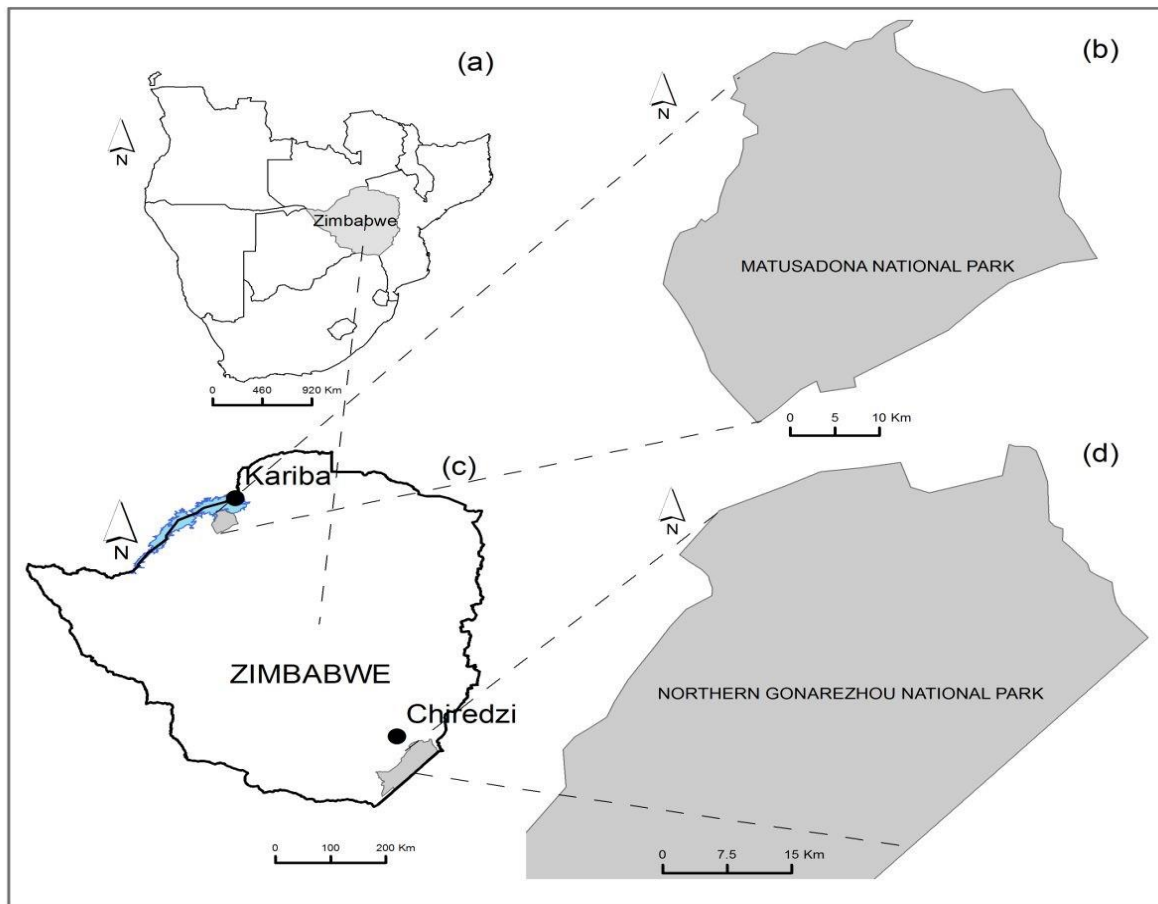 (a)
N
Zimbabwe
0 460 920 Km
(b)
N
MATUSADONA NATIONAL PARK
0 5 10 Km
(c)
Kariba
N
ZIMBABWE
Chiredzi
0 100 200 Km
(d)
N
NORTHERN GONAREZHOU NATIONAL PARK
0 7.5 15 Km